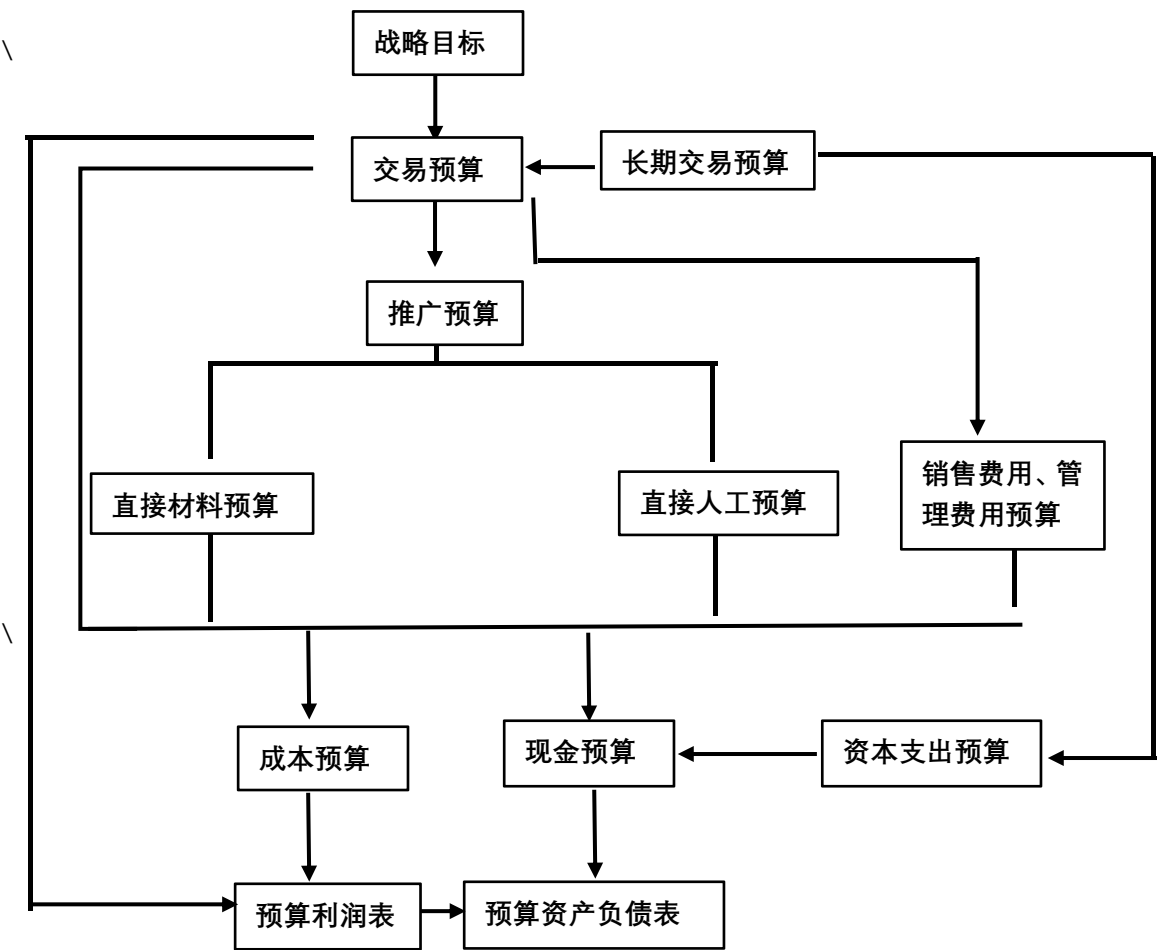 战略目标
\
交易预算
长期交易预算
推广预算
直接材料预算
直接人工预算
销售费用、管
理费用预算
\
成本预算
现金预算
资本支出预算
预算利润表
预算资产负债表